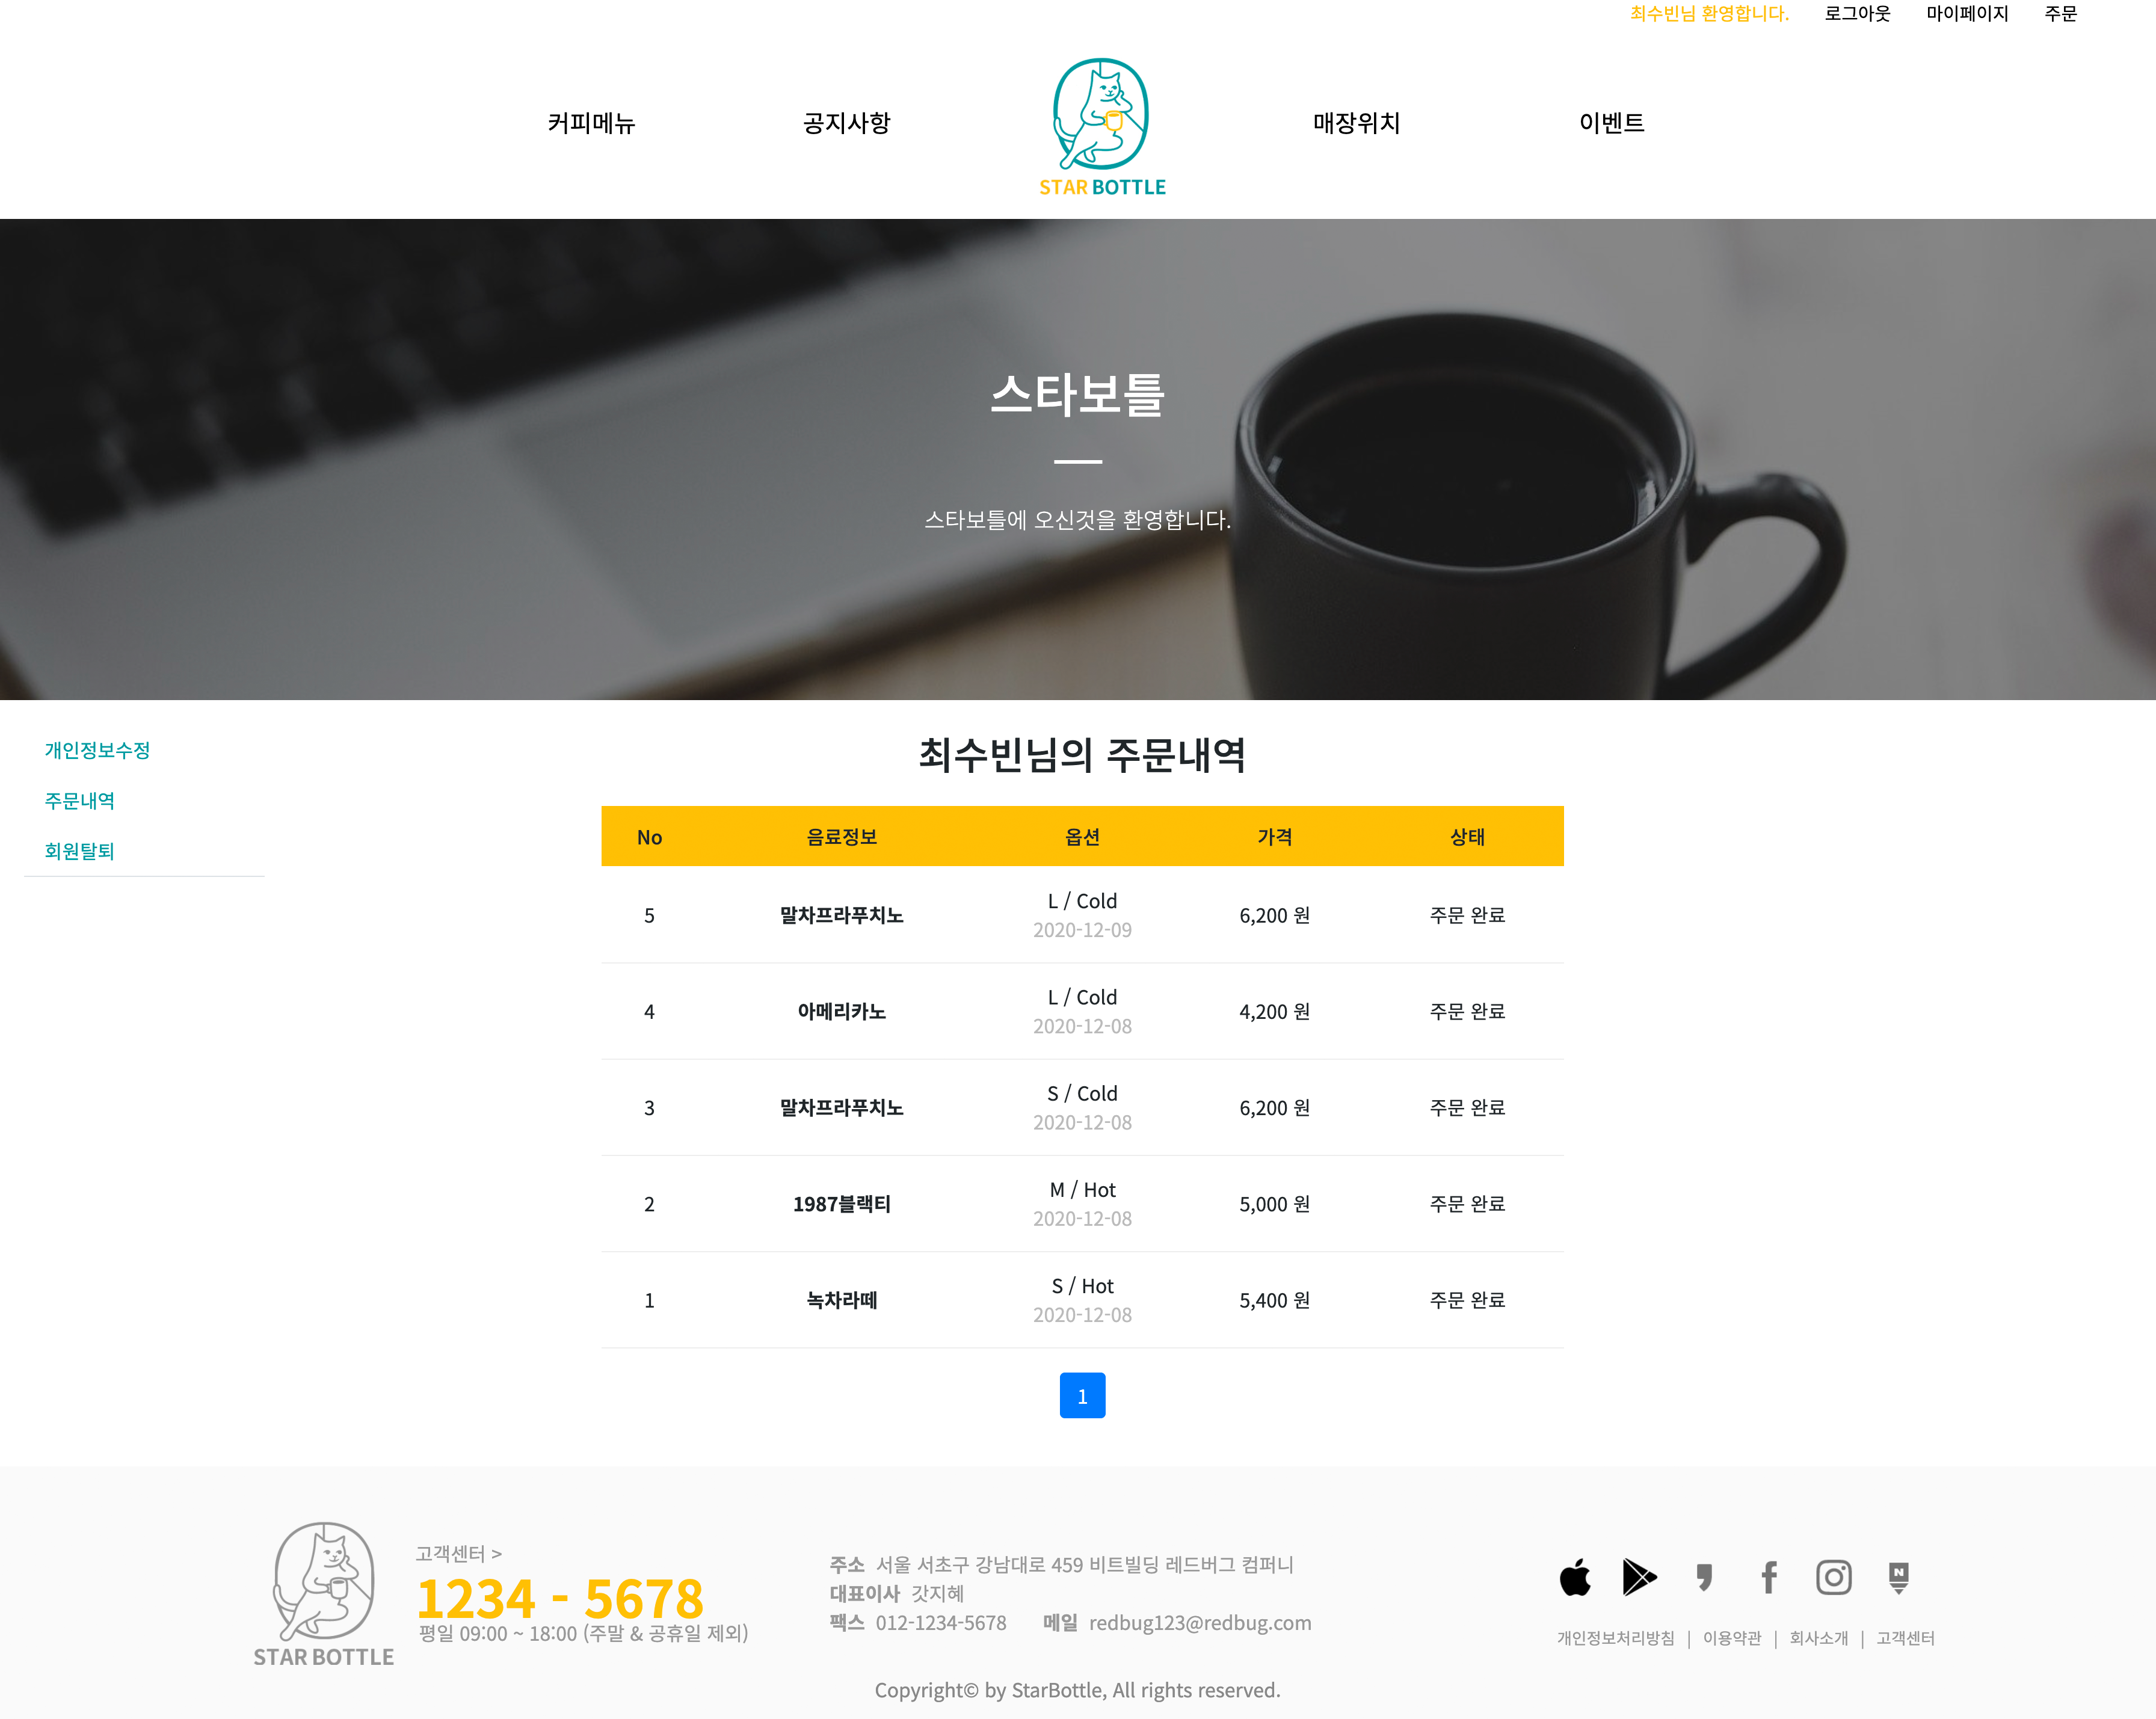 최수빈님 환영합니다. 로그아웃 마이페이지 주문
커피메뉴 공지사항 매장위치 이벤트
STAR BOTTLE
스타보틀
스타보틀에 오신것을 환영합니다.
개인정보수정
주문내역
회원탈퇴
최수빈님의 주문내역
No 음료정보 옵션 가격 상태
5 말차프라푸치노 L / Cold 6,200 원 주문 완료
2020-12-09
4 아메리카노 L / Cold 4,200 원 주문 완료
2020-12-08
3 말차프라푸치노 S / Cold 6,200 원 주문 완료
2020-12-08
2 1987블랙티 M / Hot 5,000 원 주문 완료
2020-12-08
1 녹차라떼 S / Hot 5,400 원 주문 완료
2020-12-08
1
STAR BOTTLE
고객센터 >
1234 - 5678
평일 09:00 ~ 18:00 (주말 & 공휴일 제외)
주소 서울 서초구 강남대로 459 비트빌딩 레드버그 컴퍼니
대표이사 갓지혜
팩스 012-1234-5678 메일 redbug123@redbug.com
N
개인정보처리방침 | 이용약관 | 회사소개 | 고객센터
Copyright© by StarBottle, All rights reserved.